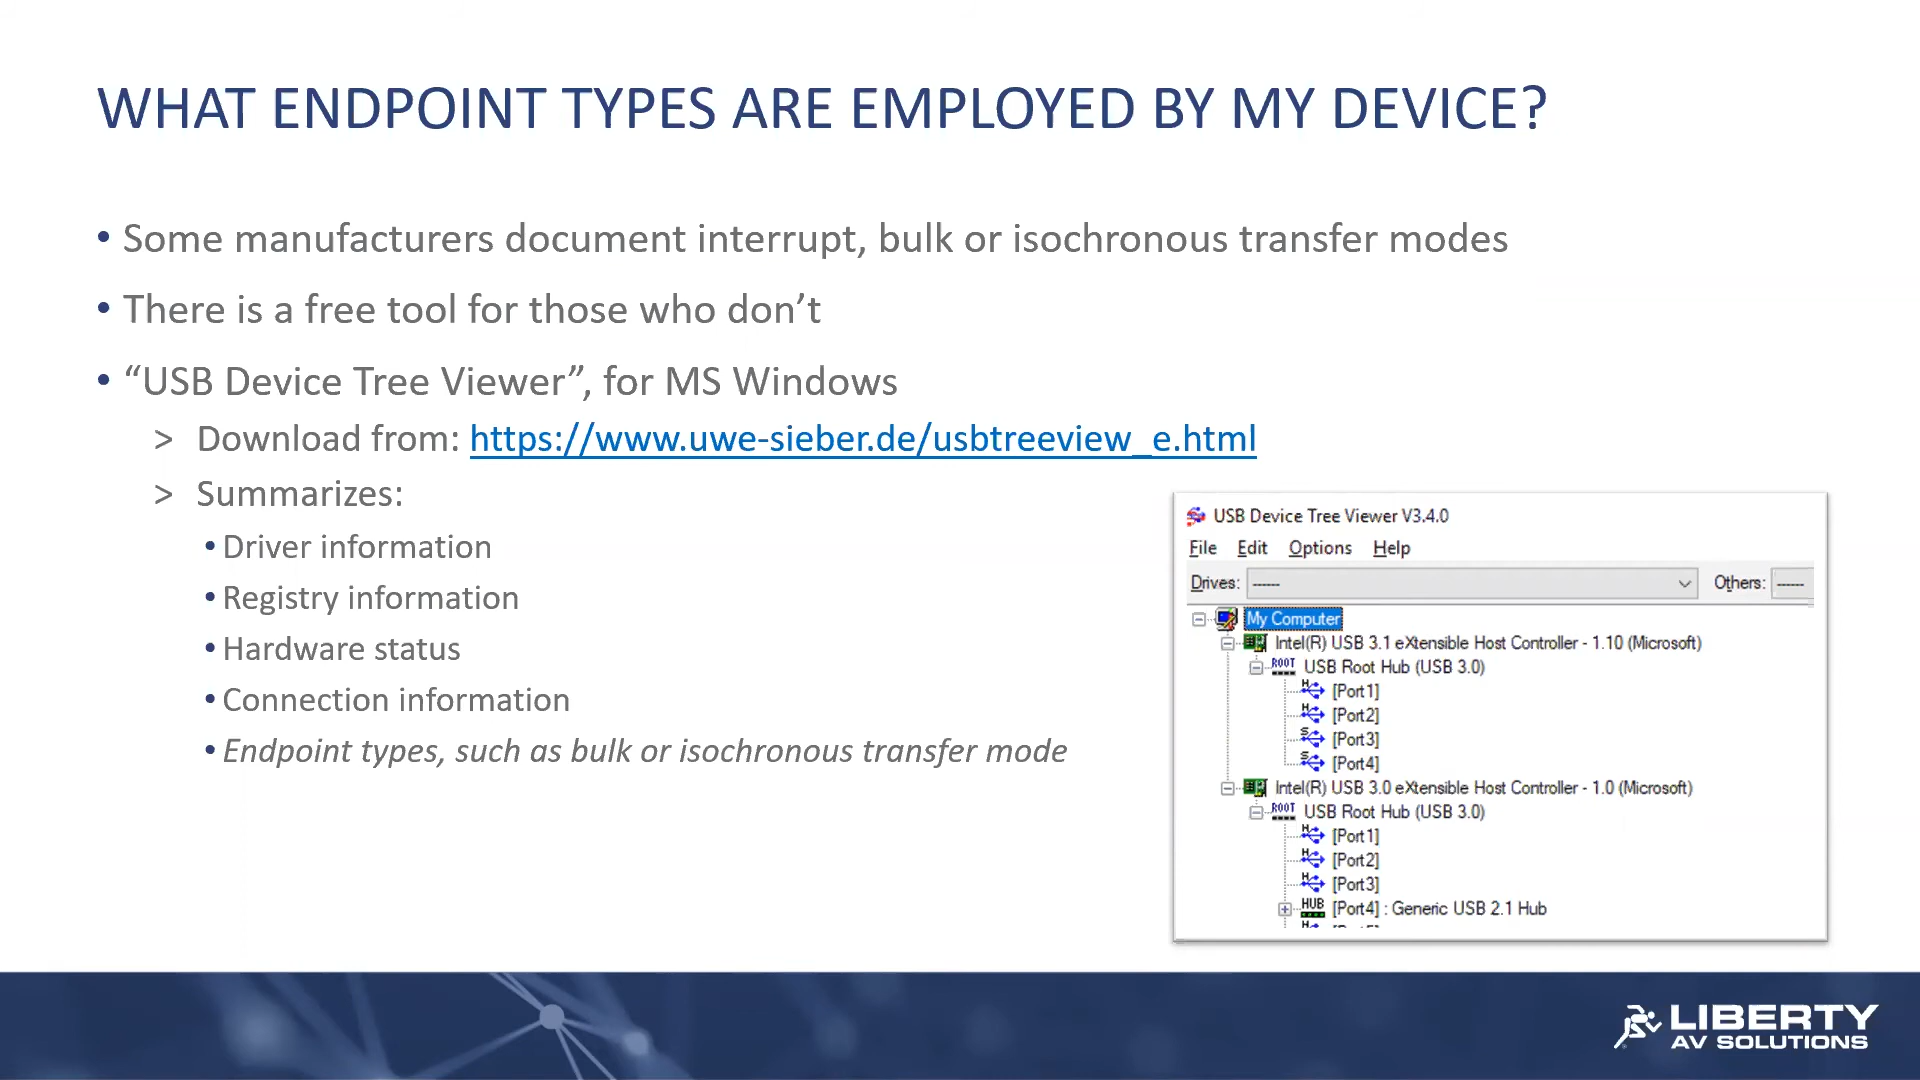 WHAT ENDPOINT TYPES ARE EMPLOYED BY MY DEVICE?
• Some manufacturers document interrupt, bulk or isochronous transfer modes
• There is a free tool for those who don’t
• “USB Device Tree Viewer”, for MS Windows
> Download from: https://www.uwe-sieber.de/usbtreeview_e.html
> Summarizes:
• Driver information
• Registry information
• Hardware status
• Connection information
• Endpoint types, such as bulk or isochronous transfer mode
USB Device Tree Viewer V3.4.0
File Edit Options Help
Drives: ------ Others: ------
My Computer
Intel(R) USB 3.1 eXtensible Host Controller - 1.10 (Microsoft)
ROOT USB Root Hub (USB 3.0)
H [Port1]
H [Port2]
S [Port3]
S [Port4]
Intel(R) USB 3.0 eXtensible Host Controller - 1.0 (Microsoft)
ROOT USB Root Hub (USB 3.0)
H [Port1]
H [Port2]
H [Port3]
HUB [Port4] : Generic USB 2.1 Hub
LIBERTY
AV SOLUTIONS